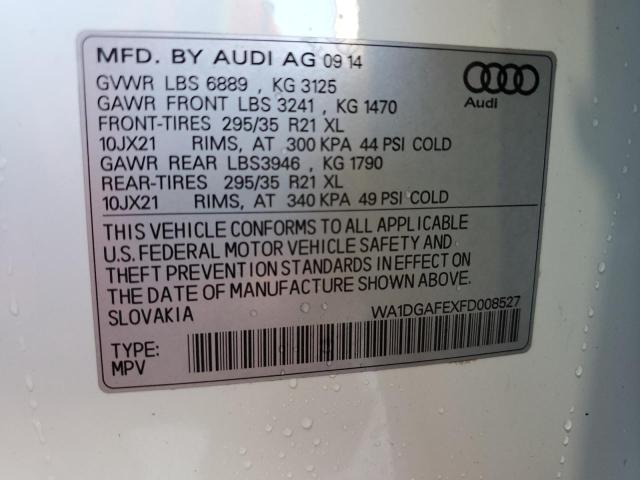 MFD. BY AUDI AG 09 14
GVWR LBS 6889 , KG 3125
GAWR FRONT LBS 3241 , KG 1470
FRONT-TIRES 295/35 R21 XL
10JX21 RIMS, AT 300 KPA 44 PSI COLD
GAWR REAR LBS3946 , KG 1790
REAR-TIRES 295/35 R21 XL
10JX21 RIMS, AT 340 KPA 49 PSI COLD
Audi
THIS VEHICLE CONFORMS TO ALL APPLICABLE
U.S. FEDERAL MOTOR VEHICLE SAFETY AND
THEFT PREVENTION STANDARDS IN EFFECT ON
THE DATE OF MANUFACTURE SHOWN ABOVE.
SLOVAKIA WA1DGAFEXFD008527
TYPE:
MPV